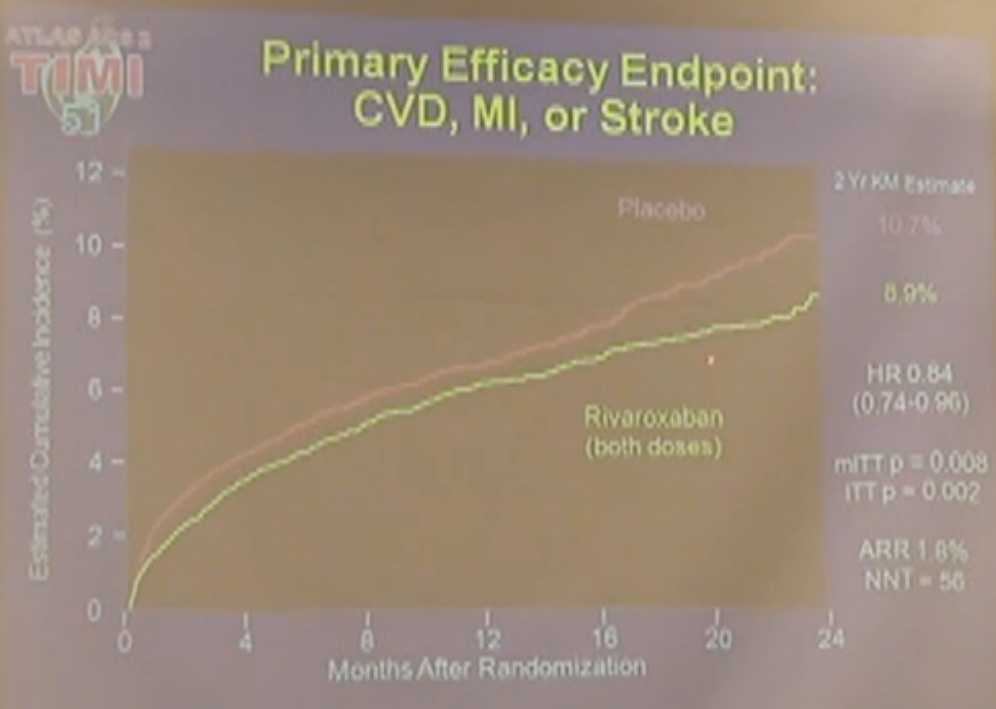 ATLAS ACS 2
TIMI
51
Primary Efficacy Endpoint:
CVD, MI, or Stroke
Estimated Cumulative Incidence (%)
12
10
8
6
4
2
0
Placebo
Rivaroxaban
(both doses)
0 4 8 12 16 20 24
Months After Randomization
2 Yr KM Estimate
10.7%
8.9%
HR 0.84
(0.74-0.96)
mITT p = 0.008
ITT p = 0.002
ARR 1.8%
NNT = 56